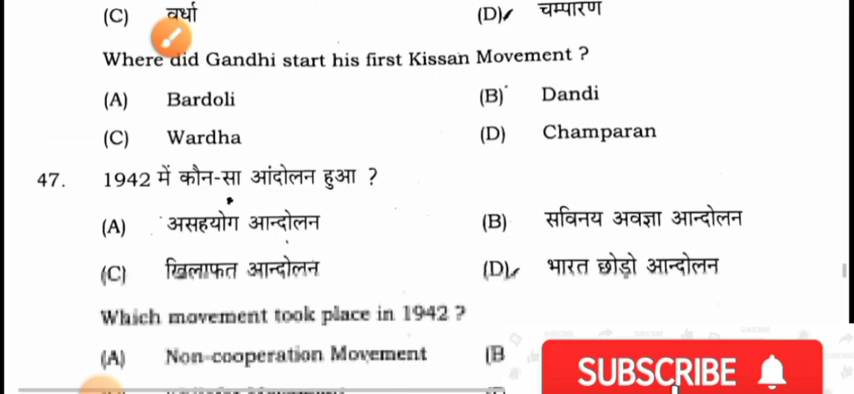 (C) वर्धा (D) चम्पारण
Where did Gandhi start his first Kissan Movement ?
(A) Bardoli (B) Dandi
(C) Wardha (D) Champaran
47. 1942 में कौन-सा आंदोलन हुआ ?
(A) असहयोग आन्दोलन (B) सविनय अवज्ञा आन्दोलन
(C) खिलाफत आन्दोलन (D) भारत छोड़ो आन्दोलन
Which movement took place in 1942 ?
(A) Non-cooperation Movement (B
SUBSCRIBE